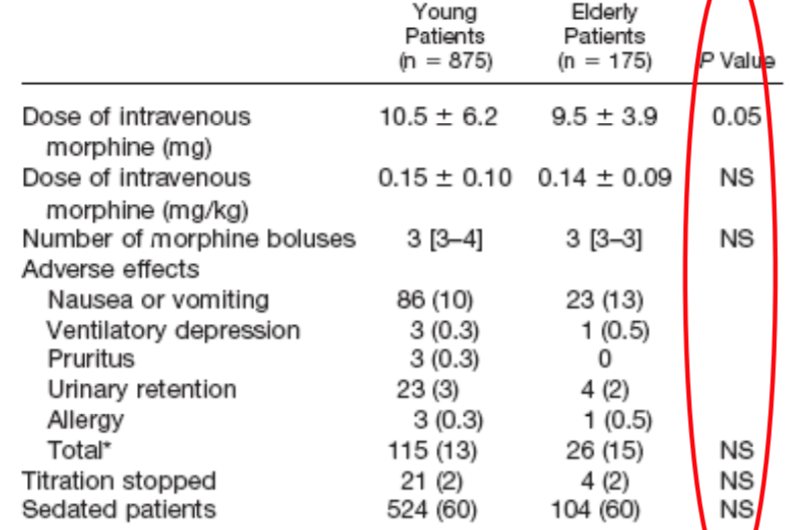 Young Patients (n = 875) Elderly Patients (n = 175) P Value
Dose of intravenous morphine (mg) 10.5 ± 6.2 9.5 ± 3.9 0.05
Dose of intravenous morphine (mg/kg) 0.15 ± 0.10 0.14 ± 0.09 NS
Number of morphine boluses 3 [3–4] 3 [3–3] NS
Adverse effects
Nausea or vomiting 86 (10) 23 (13)
Ventilatory depression 3 (0.3) 1 (0.5)
Pruritus 3 (0.3) 0
Urinary retention 23 (3) 4 (2)
Allergy 3 (0.3) 1 (0.5)
Total* 115 (13) 26 (15) NS
Titration stopped 21 (2) 4 (2) NS
Sedated patients 524 (60) 104 (60) NS